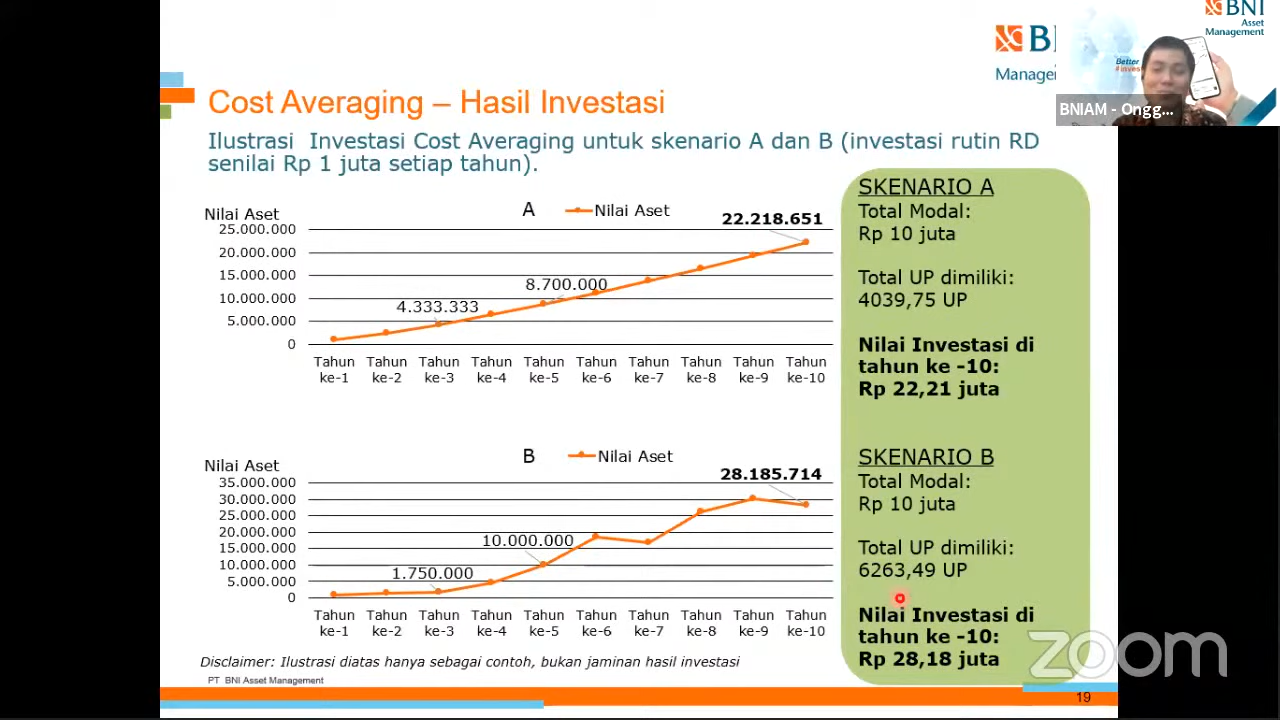 BNI
Asset
Management
B
Manage
Better
BNIAM - Ongg...
Cost Averaging – Hasil Investasi
Ilustrasi Investasi Cost Averaging untuk skenario A dan B (investasi rutin RD
senilai Rp 1 juta setiap tahun).
Nilai Aset
A
Nilai Aset
22.218.651
25.000.000
20.000.000
15.000.000
10.000.000
5.000.000
0
4.333.333
8.700.000
Tahun Tahun Tahun Tahun Tahun Tahun Tahun Tahun Tahun Tahun
ke-1 ke-2 ke-3 ke-4 ke-5 ke-6 ke-7 ke-8 ke-9 ke-10
Nilai Aset
B
Nilai Aset
28.185.714
35.000.000
30.000.000
25.000.000
20.000.000
15.000.000
10.000.000
5.000.000
0
1.750.000
10.000.000
Tahun Tahun Tahun Tahun Tahun Tahun Tahun Tahun Tahun Tahun
ke-1 ke-2 ke-3 ke-4 ke-5 ke-6 ke-7 ke-8 ke-9 ke-10
SKENARIO A
Total Modal:
Rp 10 juta
Total UP dimiliki:
4039,75 UP
Nilai Investasi di
tahun ke -10:
Rp 22,21 juta
SKENARIO B
Total Modal:
Rp 10 juta
Total UP dimiliki:
6263,49 UP
Nilai Investasi di
tahun ke -10:
Rp 28,18 juta
Disclaimer: Ilustrasi diatas hanya sebagai contoh, bukan jaminan hasil investasi
PT BNI Asset Management
zoom
19